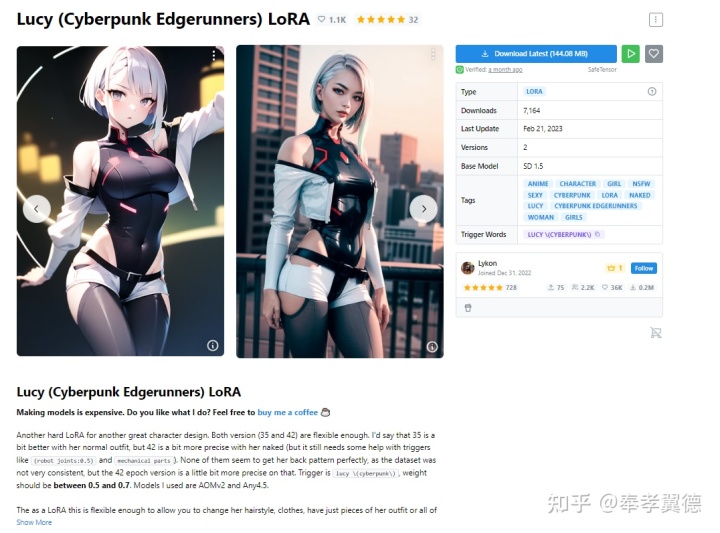 Lucy (Cyberpunk Edgerunners) LoRA 1.1K 32
Download Latest (144.08 MB)
Verified: a month ago SafeTensor
Type LORA
Downloads 7,164
Last Update Feb 21, 2023
Versions 2
Base Model SD 1.5
Tags ANIME CHARACTER GIRL NSFW
SEXY CYBERPUNK LORA NAKED
LUCY CYBERPUNK EDGERUNNERS
WOMAN GIRLS
Trigger Words LUCY \(CYBERPUNK\)
Lykon
Joined Dec 31, 2022
1 Follow
728 75 2.2K 36K 0.2M
Lucy (Cyberpunk Edgerunners) LoRA
Making models is expensive. Do you like what I do? Feel free to buy me a coffee
Another hard LoRA for another great character design. Both version (35 and 42) are flexible enough. I'd say that 35 is a
bit better with her normal outfit, but 42 is a bit more precise with her naked (but it still needs some help with triggers
like (robot joints:0.5) and mechanical parts ). None of them seem to get her back pattern perfectly, as the dataset was
not very consistent, but the 42 epoch version is a little bit more precise on that. Trigger is lucy \(cyberpunk\) , weight
should be between 0.5 and 0.7. Models I used are AOMv2 and Any4.5.
The as a LoRA this is flexible enough to allow you to change her hairstyle, clothes, have just pieces of her outfit or all of
Show More
知乎 @奉孝翼德